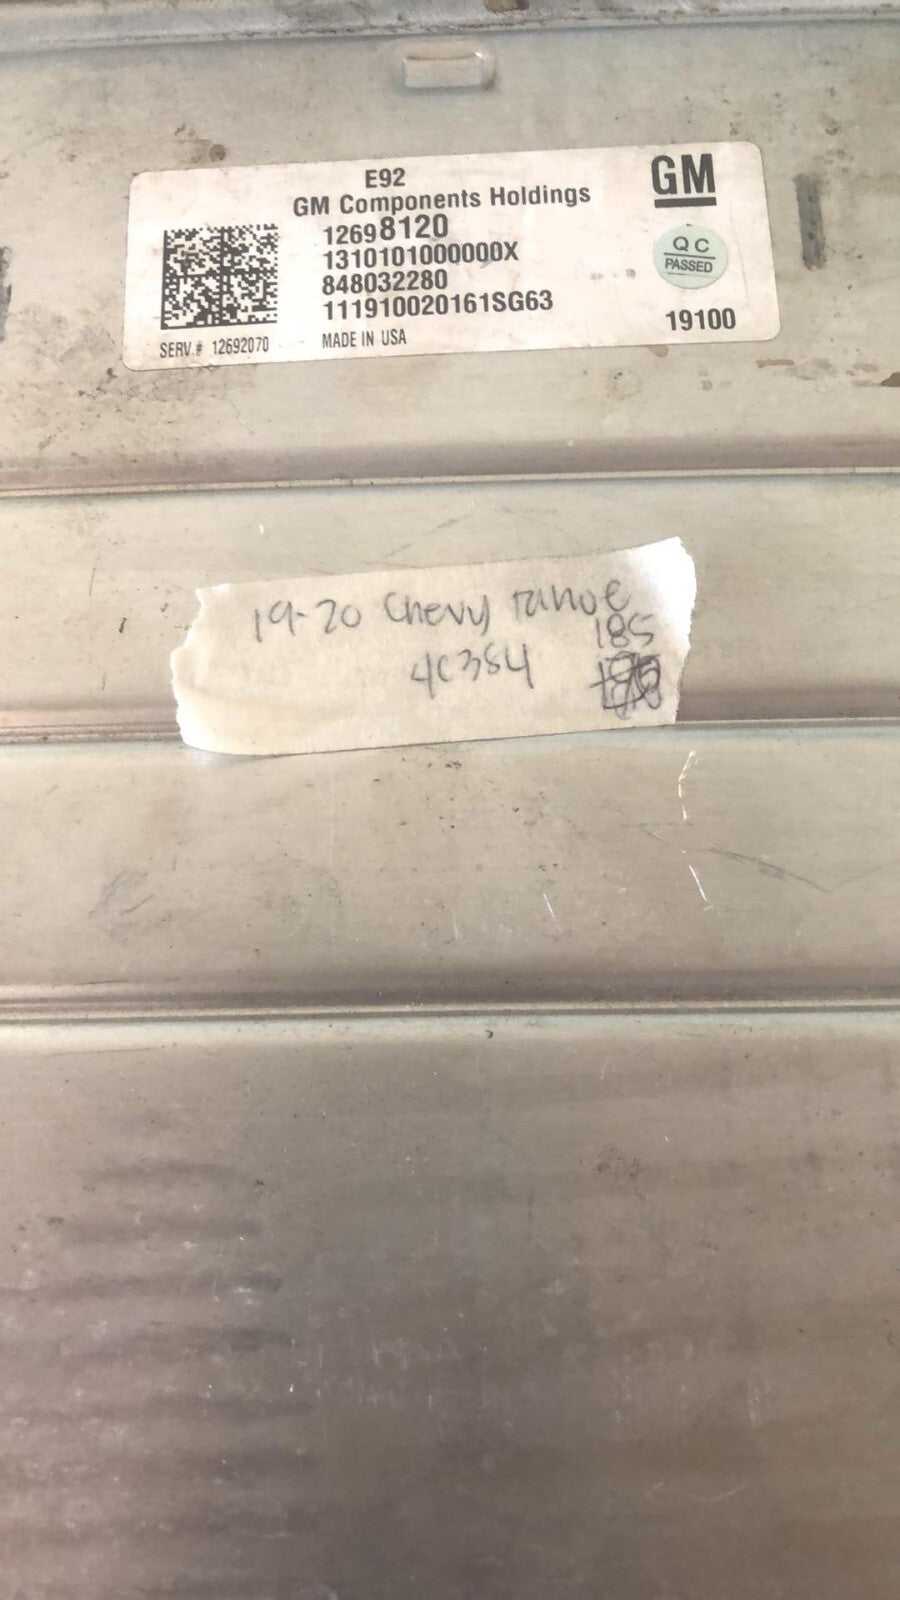 E92
GM Components Holdings
GM
12698120
1310101000000X
848032280
111910020161SG63
QC
PASSED
19100
SERV.# 12692070
MADE IN USA
19-20 Chevy Tahoe
185
4C384